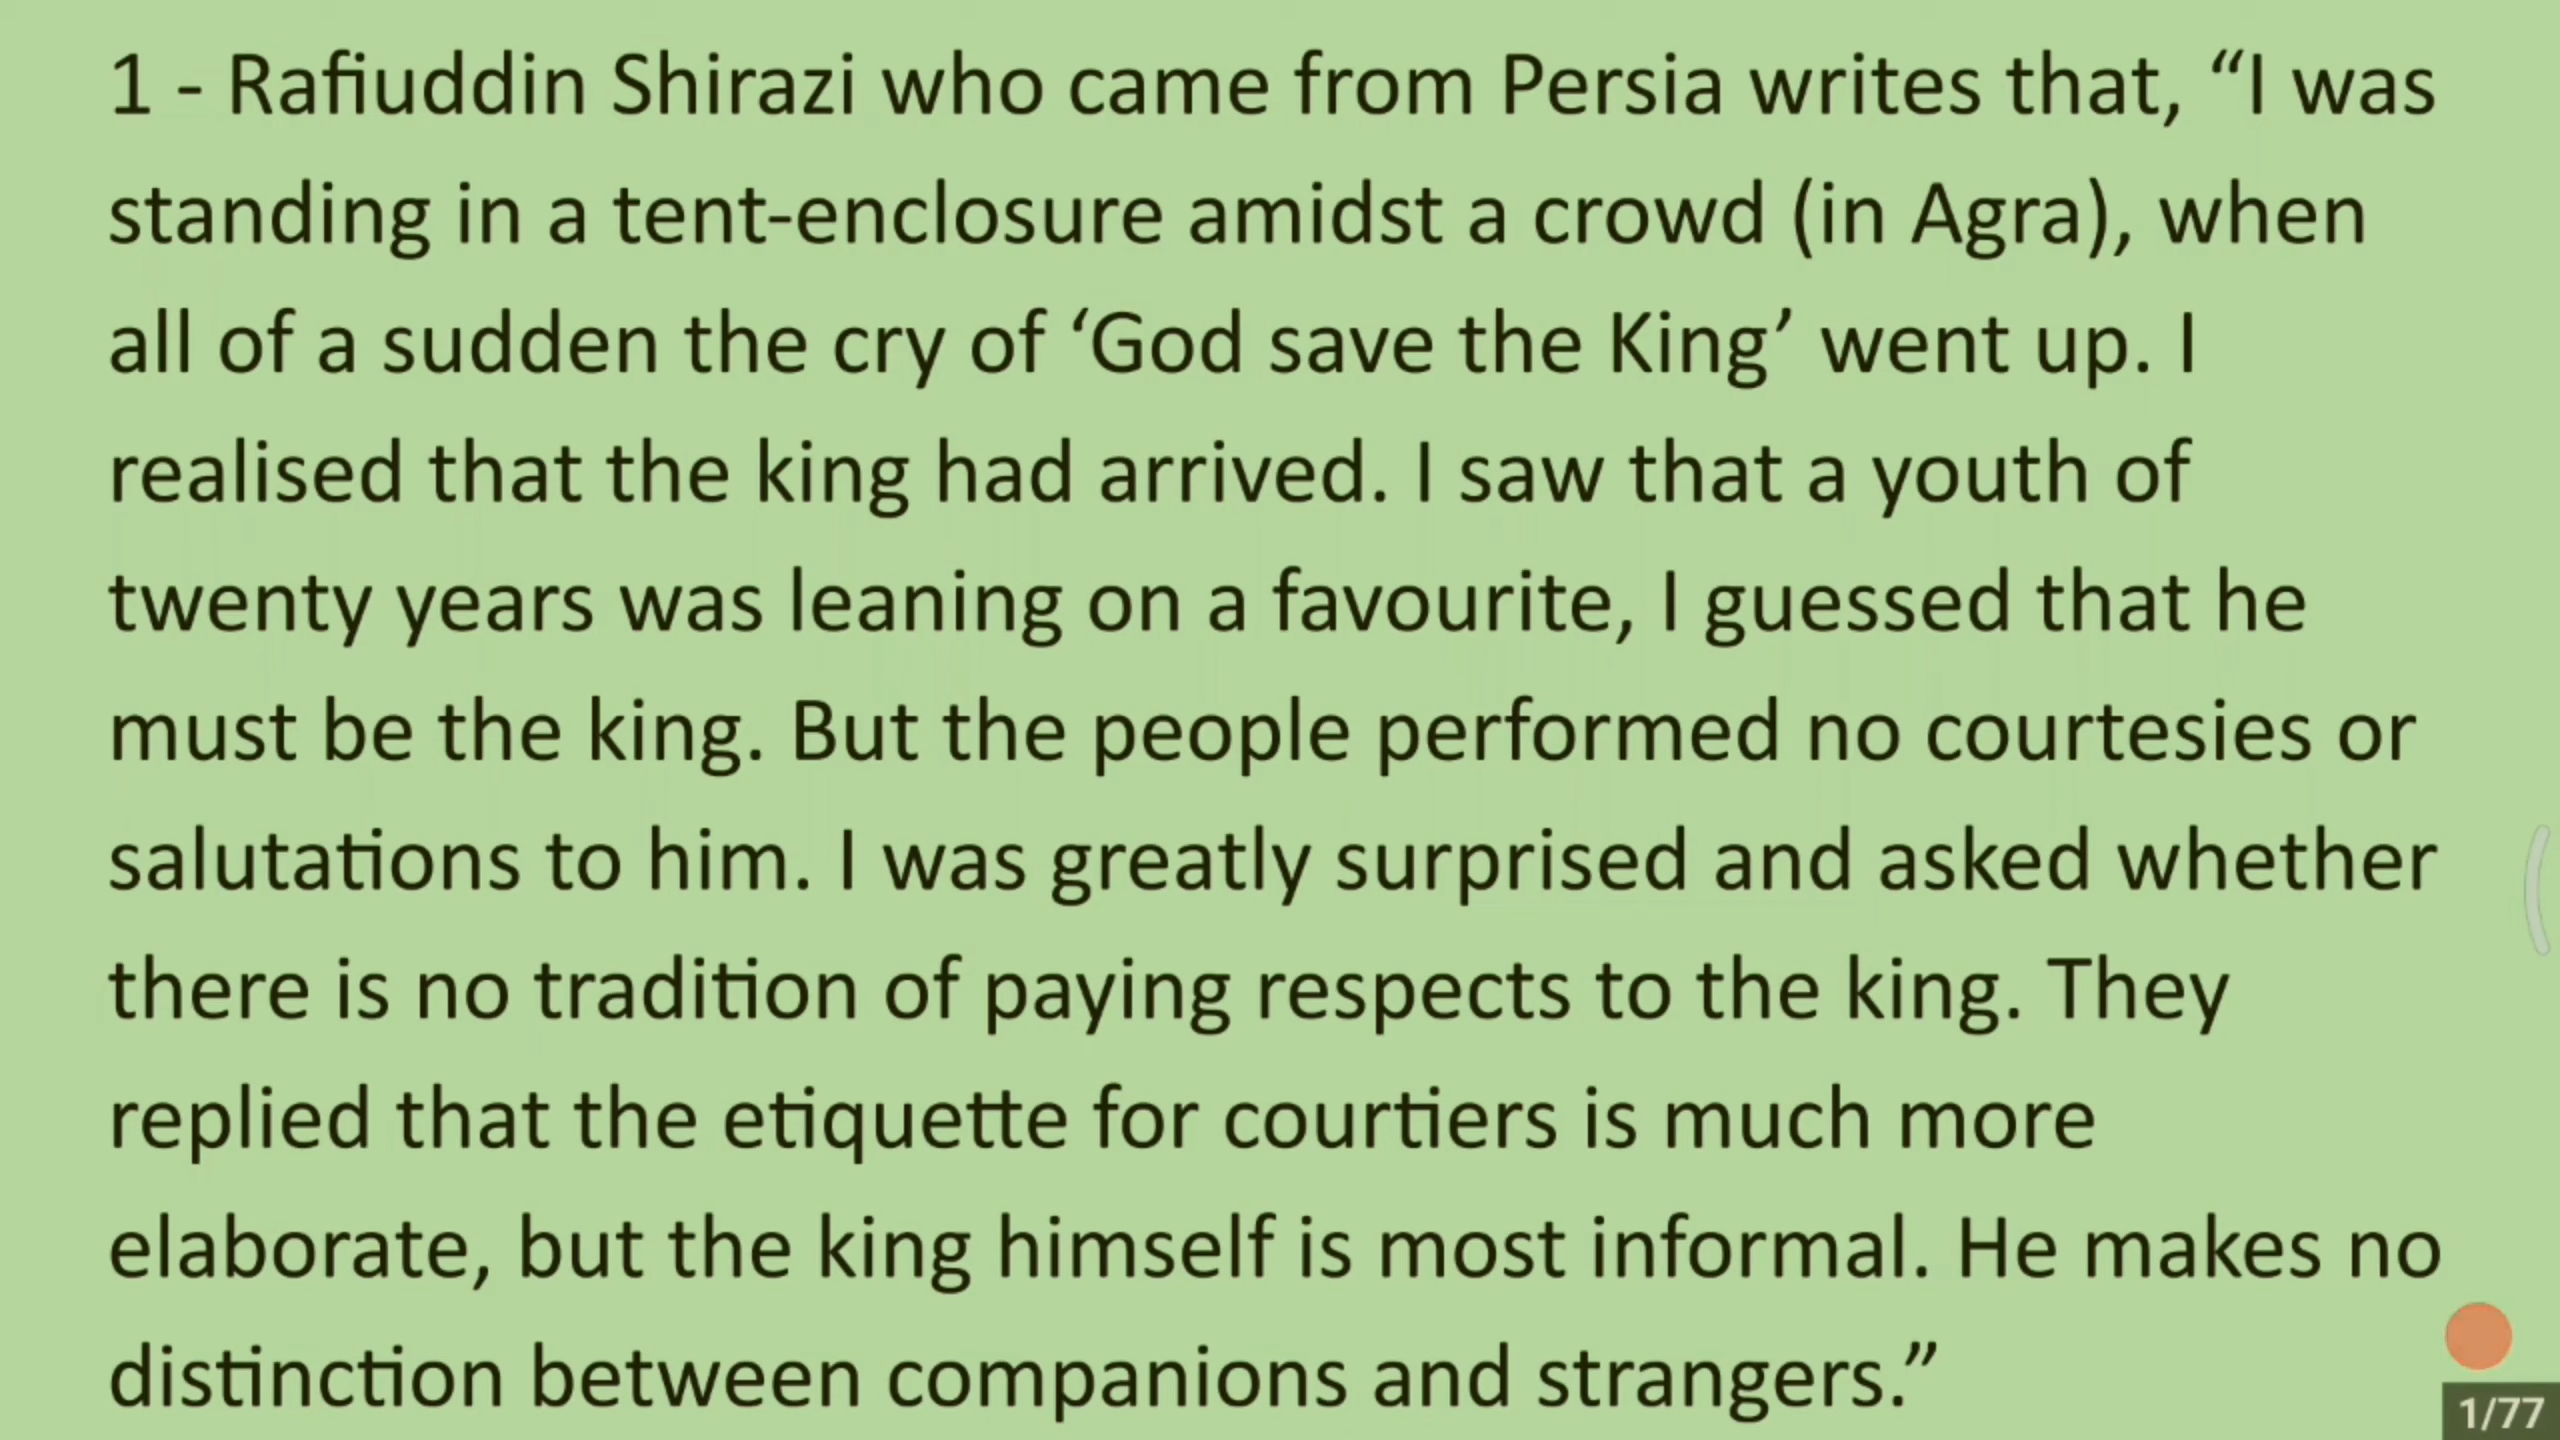 1 - Rafiuddin Shirazi who came from Persia writes that, “I was
standing in a tent-enclosure amidst a crowd (in Agra), when
all of a sudden the cry of ‘God save the King’ went up. I
realised that the king had arrived. I saw that a youth of
twenty years was leaning on a favourite, I guessed that he
must be the king. But the people performed no courtesies or
salutations to him. I was greatly surprised and asked whether
there is no tradition of paying respects to the king. They
replied that the etiquette for courtiers is much more
elaborate, but the king himself is most informal. He makes no
distinction between companions and strangers.”
1/77